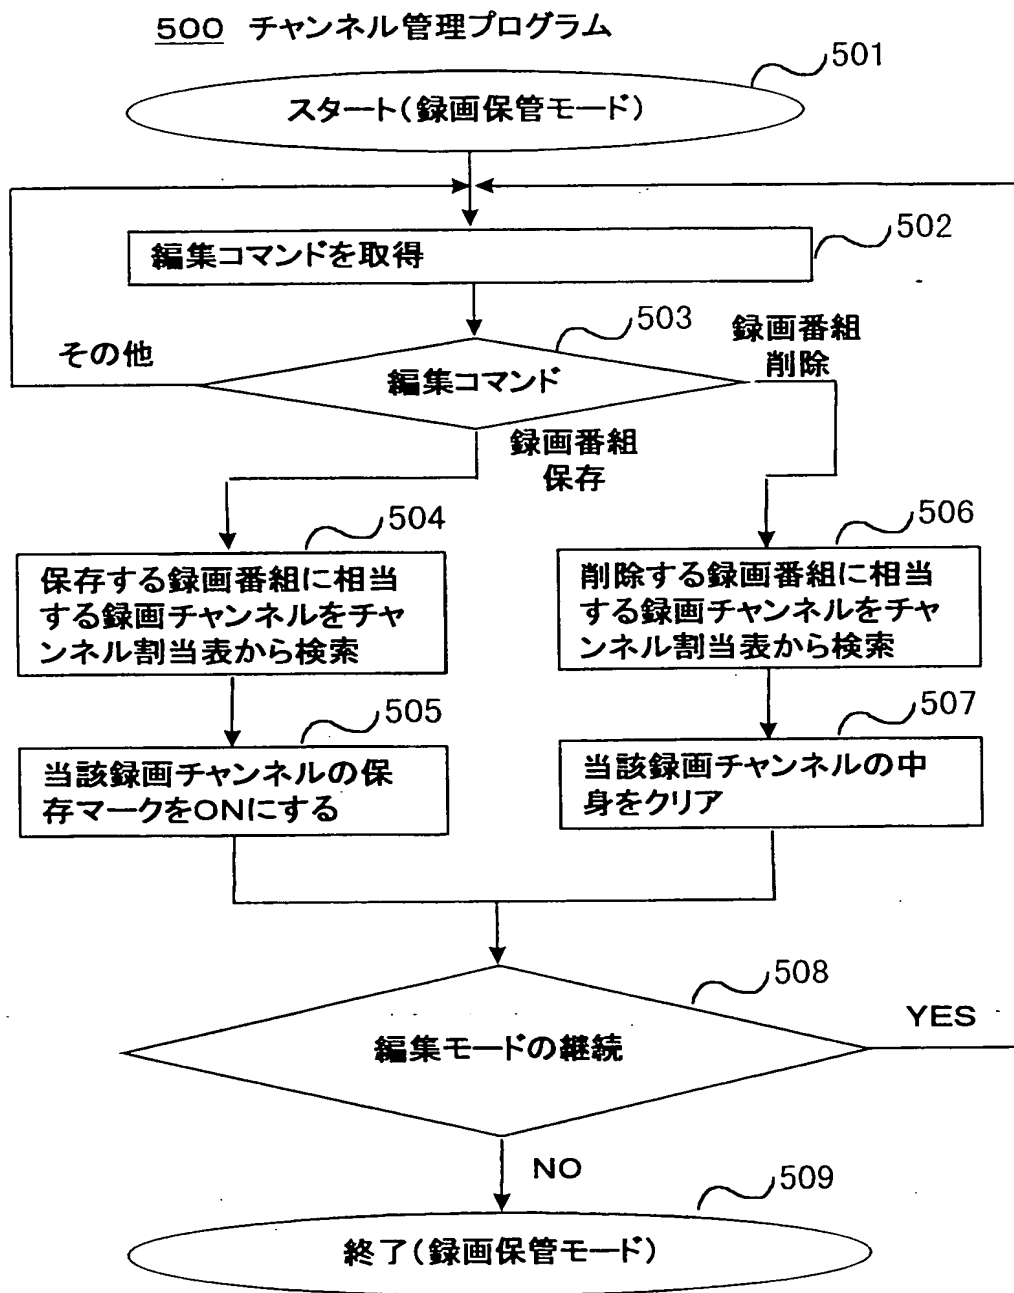 500 チャンネル管理プログラム
501
スタート(録画保管モード)
502
編集コマンドを取得
503
録画番組
削除
その他
編集コマンド
録画番組
保存
504
506
保存する録画番組に相当
する録画チャンネルをチャ
ンネル割当表から検索
削除する録画番組に相当
する録画チャンネルをチャ
ンネル割当表から検索
505
507
当該録画チャンネルの保
存マークをONにする
当該録画チャンネルの中
身をクリア
508
YES
編集モードの継続
NO
509
終了(録画保管モード)